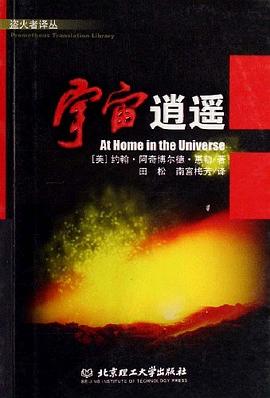 盗火者译丛
Prometheus Translation Library
宇宙逍遥
At Home in the Universe
[美] 约翰·阿奇博尔德·惠勒/著
田 松 南宫梅芳/译
北京理工大学出版社
BEIJING INSTITUTE OF TECHNOLOGY PRESS